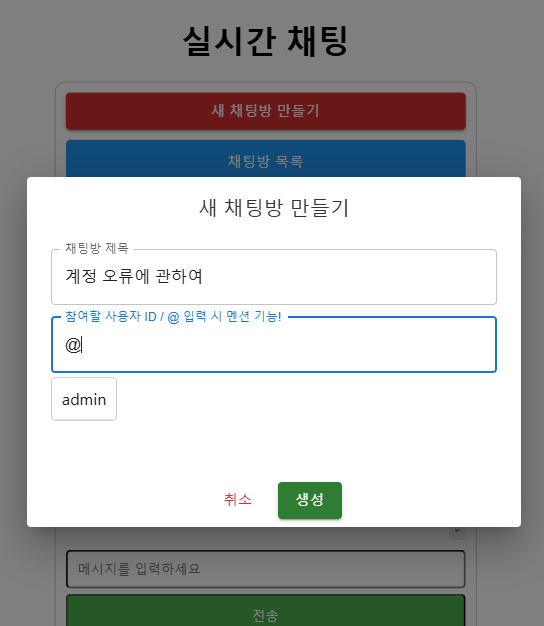 실시간 채팅
새 채팅방 만들기
채팅방 목록
새 채팅방 만들기
채팅방 제목
계정 오류에 관하여
참여할 사용자 ID / @ 입력 시 멘션 기능!
@
admin
취소
생성
메시지를 입력하세요
전송